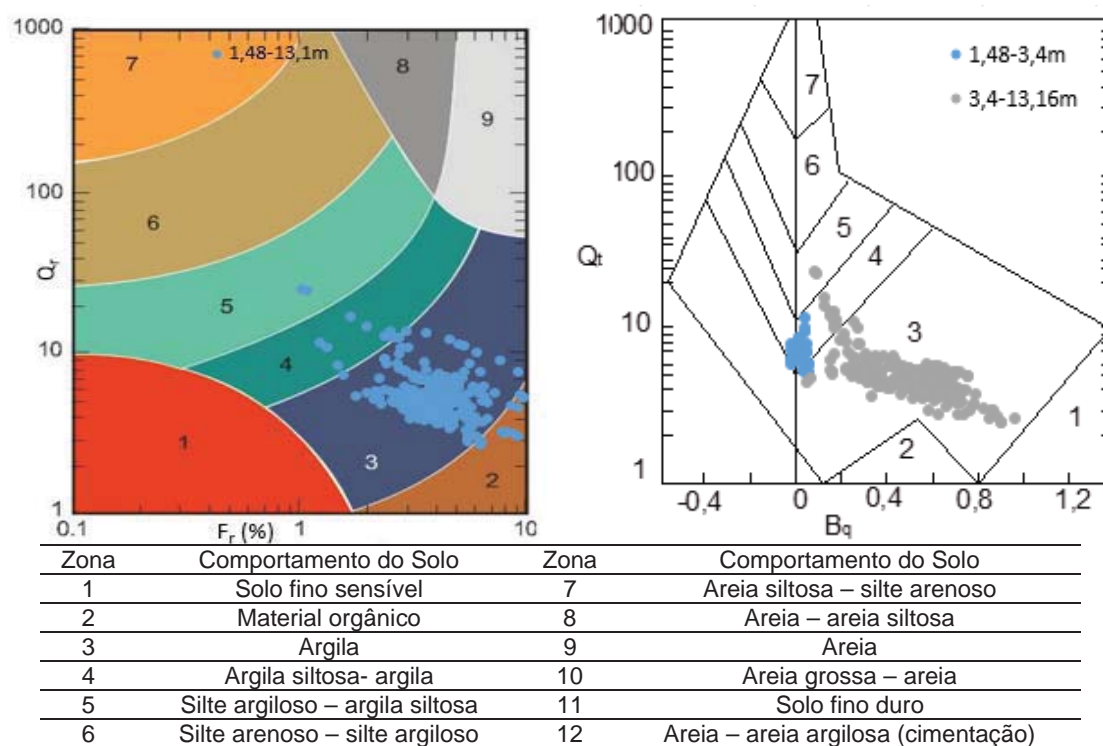 1000
100
10
1
Qᵣ
7
8
9
6
5
4
1
3
2
1,48-13,1m
0.1
Fᵣ (%)
1
10
1000
100
10
1
Qₜ
7
6
5
4
3
2
1
1,48-3,4m
3,4-13,16m
-0,4
0
0,4
0,8
1,2
B𝗊
Zona Comportamento do Solo Zona Comportamento do Solo
1 Solo fino sensível 7 Areia siltosa – silte arenoso
2 Material orgânico 8 Areia – areia siltosa
3 Argila 9 Areia
4 Argila siltosa- argila 10 Areia grossa – areia
5 Silte argiloso – argila siltosa 11 Solo fino duro
6 Silte arenoso – silte argiloso 12 Areia – areia argilosa (cimentação)